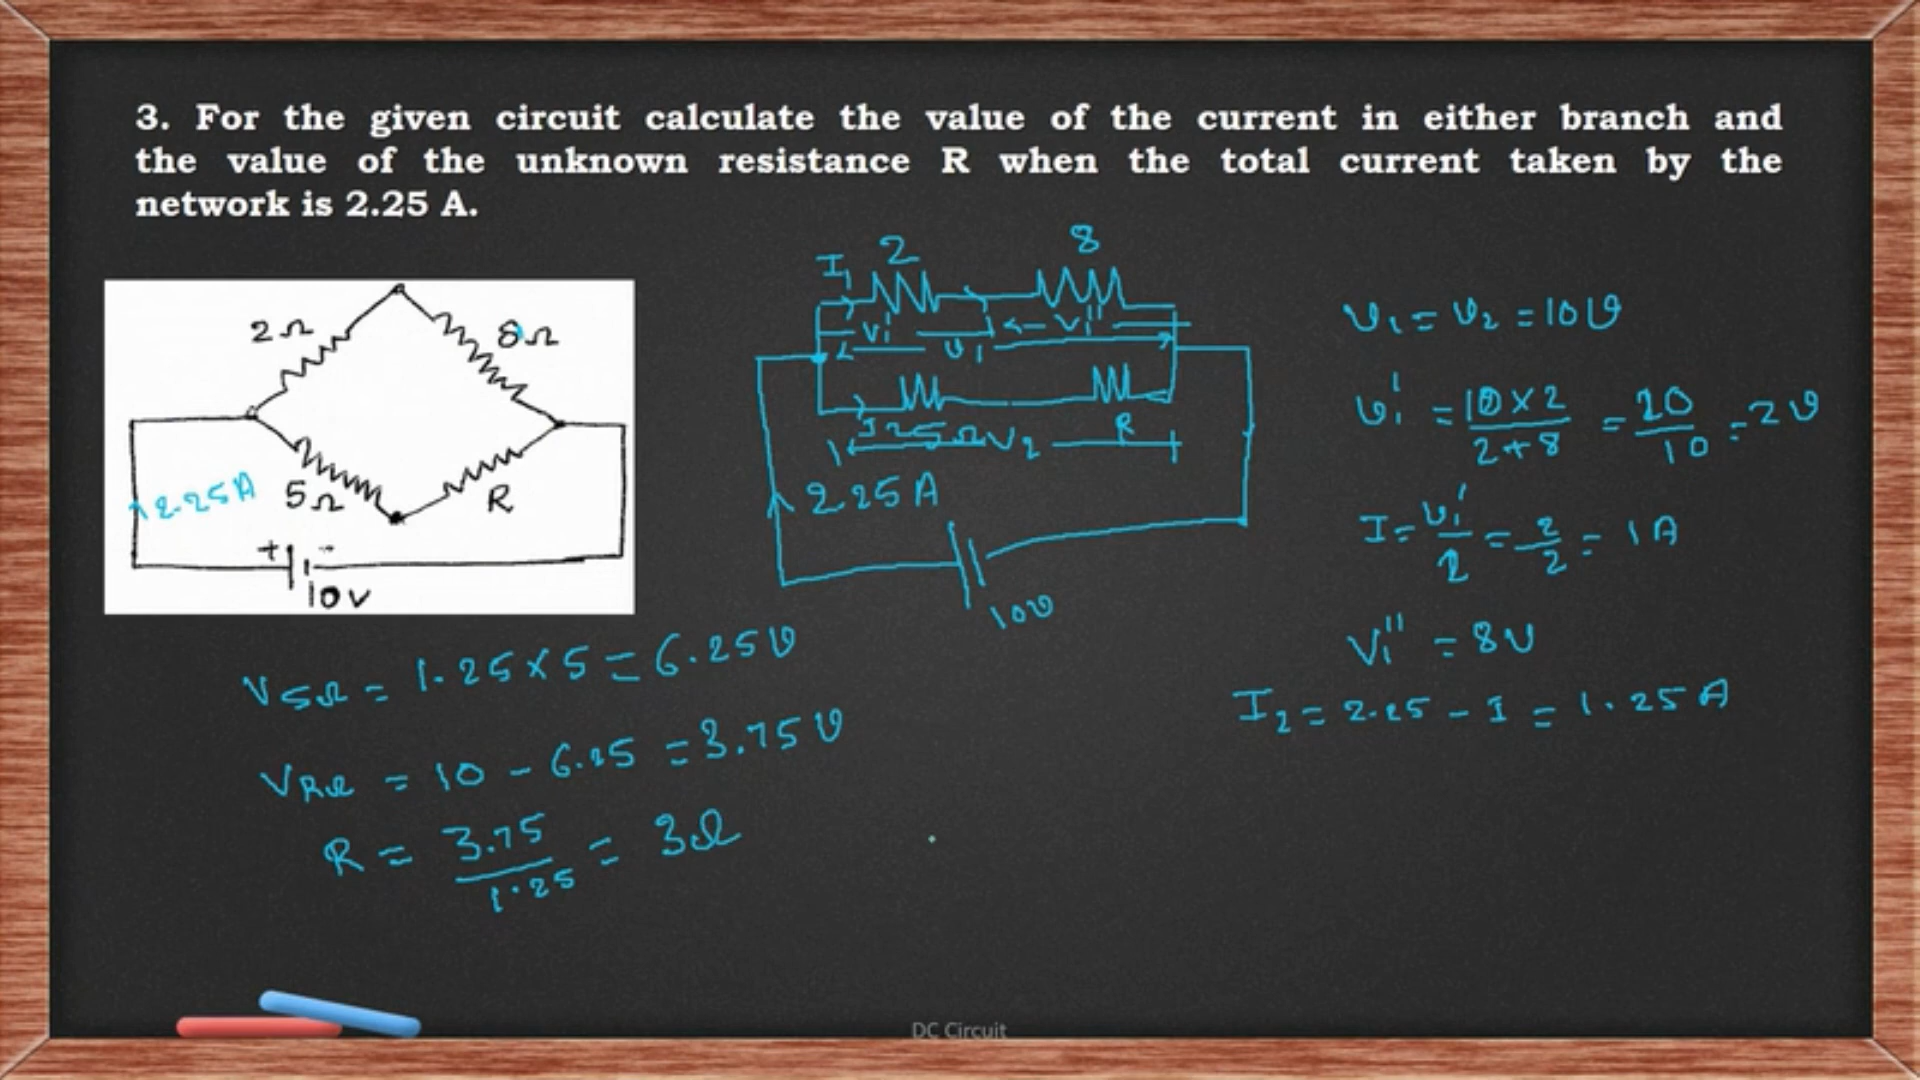 3. For the given circuit calculate the value of the current in either branch and
the value of the unknown resistance R when the total current taken by the
network is 2.25 A.
2Ω
8Ω
2.25A
5Ω
R
+ -
10V
I₁ 2 8
V₁' V₁''
V₁
I₂ 5Ω V₂ R
2.25A
10V
V₁ = V₂ = 10V
V₁' = 10×2/2+8 = 20/10 = 2V
I = V₁'/2 = 2/2 = 1A
V₁'' = 8V
I₂ = 2.25 - 1 = 1.25A
V5Ω = 1.25×5 = 6.25V
VRΩ = 10 - 6.25 = 3.75V
R = 3.75/1.25 = 3Ω
DC Circuit